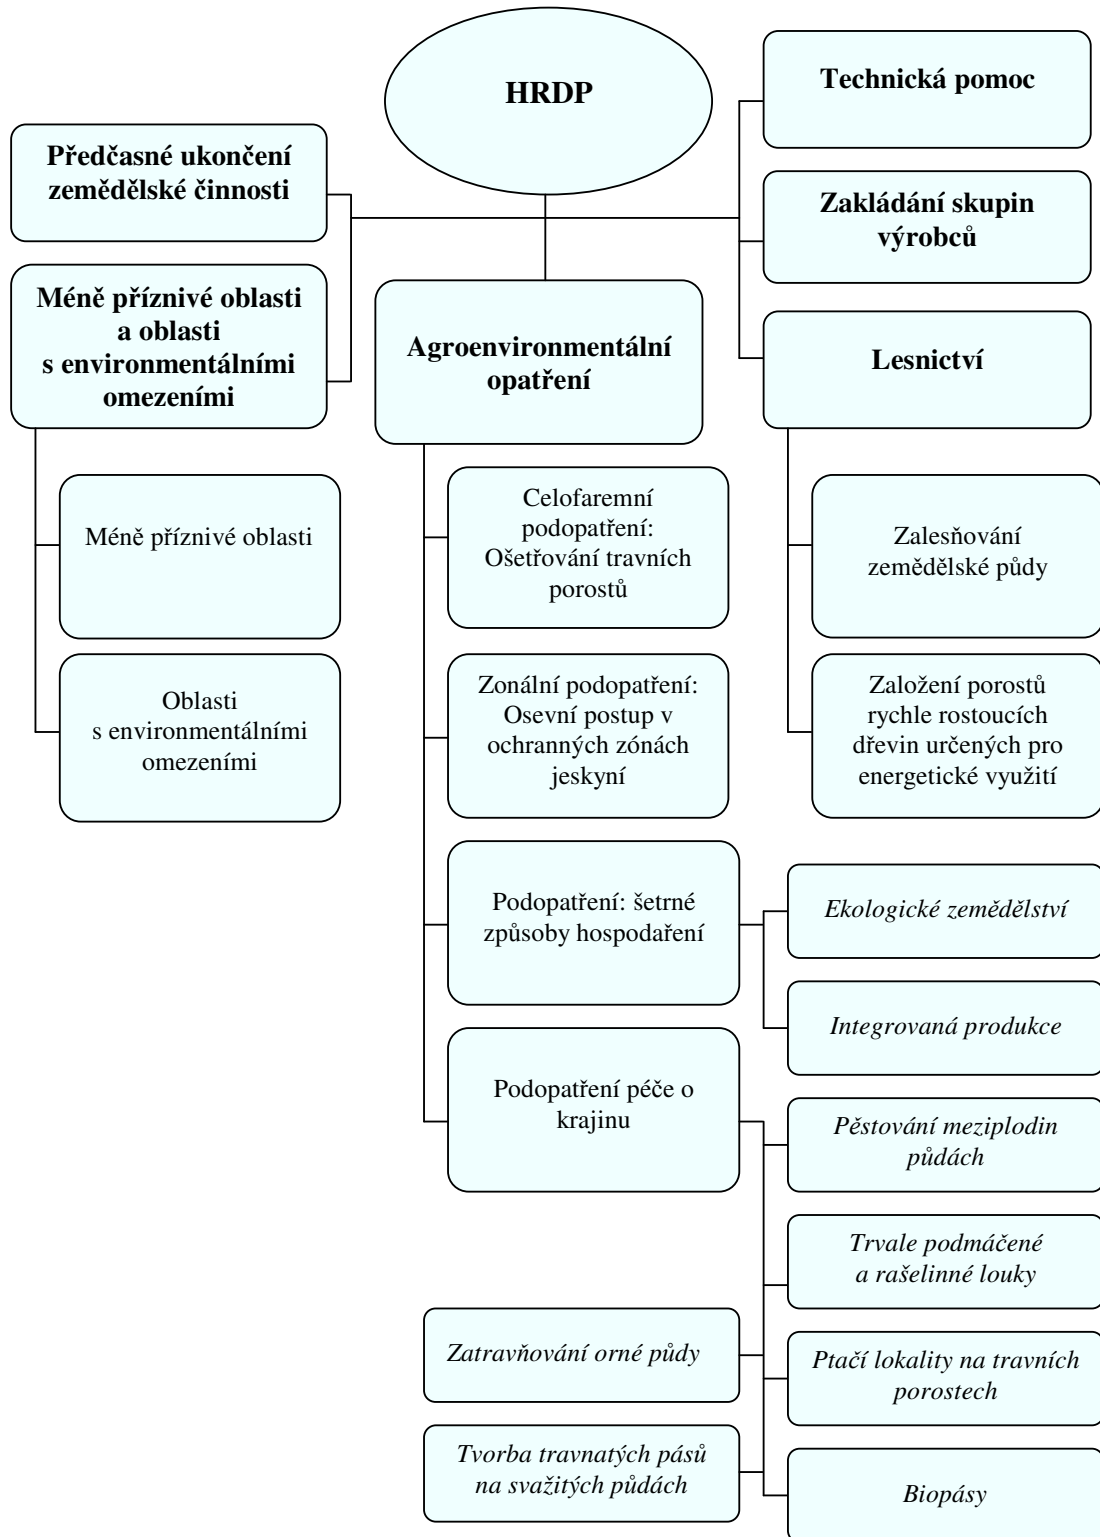 HRDP
Technická pomoc
Předčasné ukončení
zemědělské činnosti
Zakládání skupin
výrobců
Méně příznivé oblasti
a oblasti
s environmentálními
omezeními
Agroenvironmentální
opatření
Lesnictví
Méně příznivé oblasti
Oblasti
s environmentálními
omezeními
Celofaremní
podopatření:
Ošetřování travních
porostů
Zonální podopatření:
Osevní postup v
ochranných zónách
jeskyní
Podopatření: šetrné
způsoby hospodaření
Podopatření péče o
krajinu
Zalesňování
zemědělské půdy
Založení porostů
rychle rostoucích
dřevin určených pro
energetické využití
Ekologické zemědělství
Integrovaná produkce
Pěstování meziplodin
půdách
Trvale podmáčené
a rašelinné louky
Zatravňování orné půdy
Ptačí lokality na travních
porostech
Tvorba travnatých pásů
na svažitých půdách
Biopásy